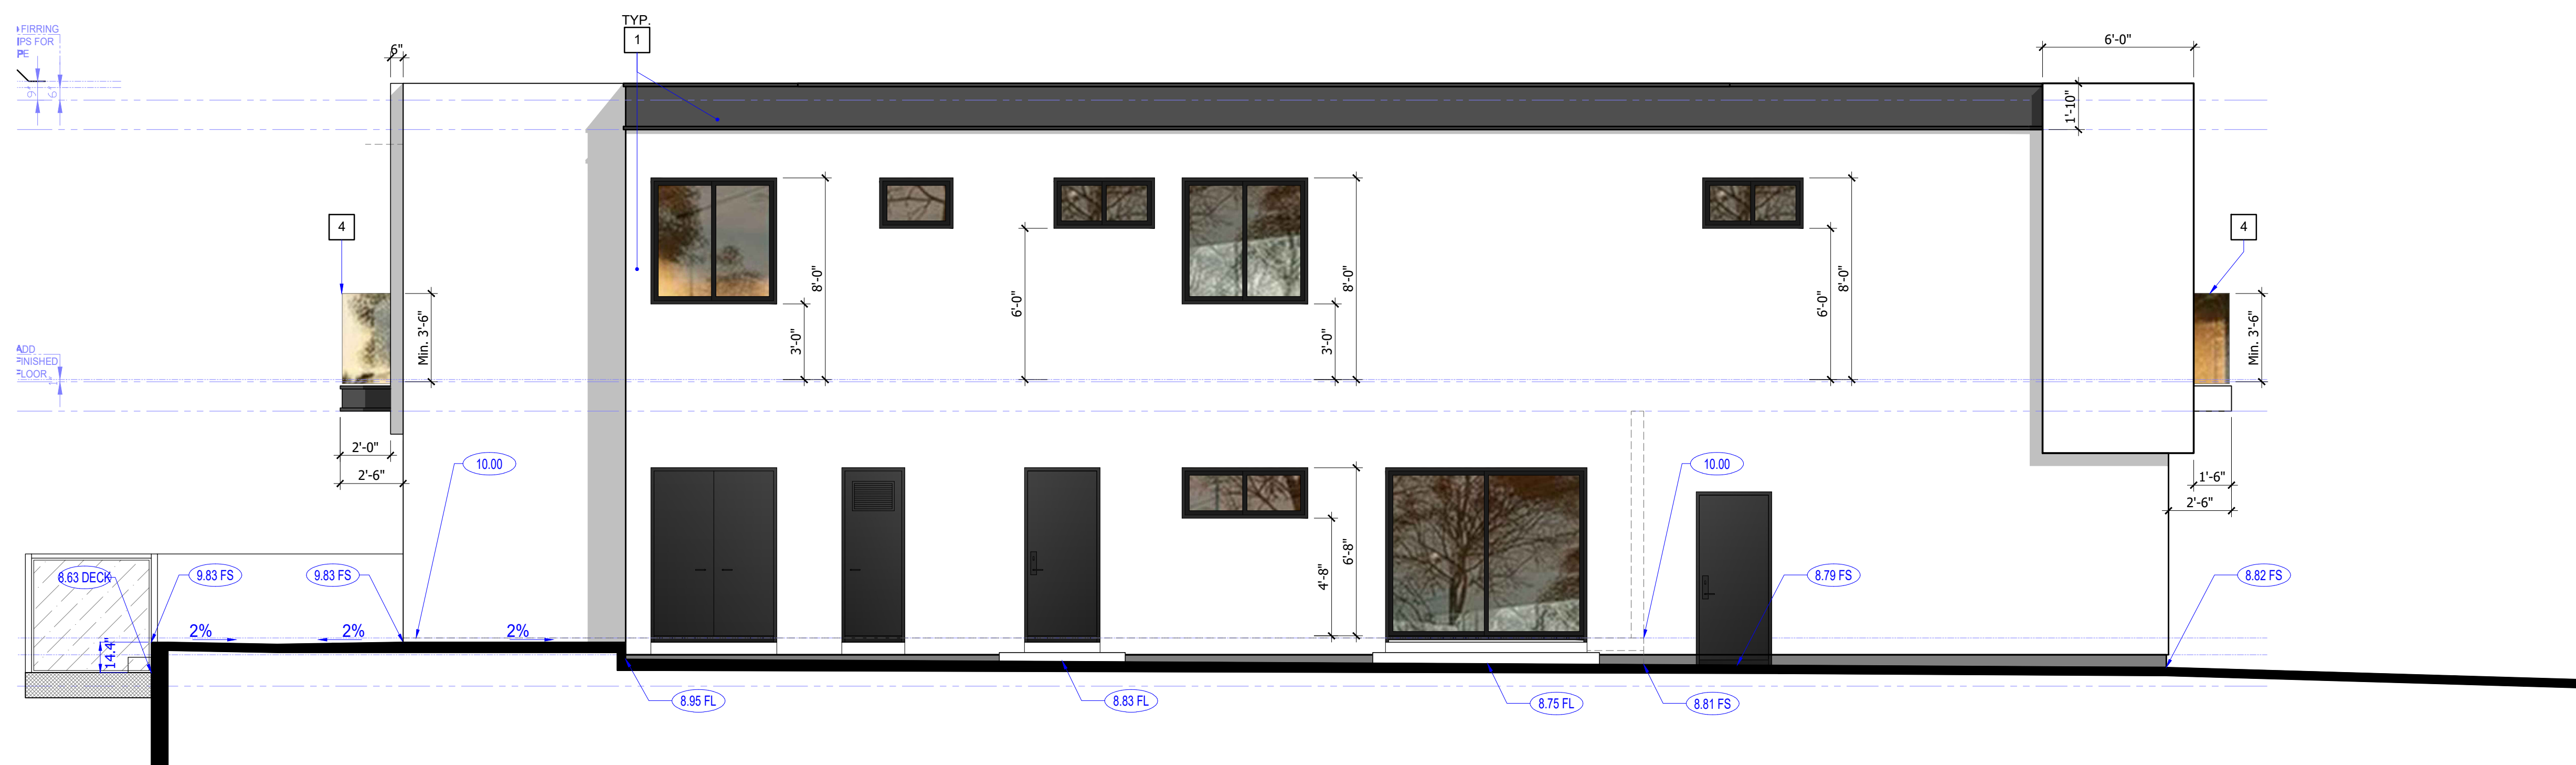 FIRRING
IPS FOR
PE
9"
6"
6"
TYP.
1
6'-0"
1'-10"
4
4
8'-0"
3'-0"
6'-0"
8'-0"
3'-0"
6'-0"
8'-0"
Min. 3'-6"
Min. 3'-6"
ADD
FINISHED
FLOOR
1"
2'-0"
2'-6"
10.00
10.00
1'-6"
2'-6"
4'-8"
6'-8"
8.63 DECK
9.83 FS
9.83 FS
8.79 FS
8.82 FS
2%
2%
2%
14.4"
8.95 FL
8.83 FL
8.75 FL
8.81 FS